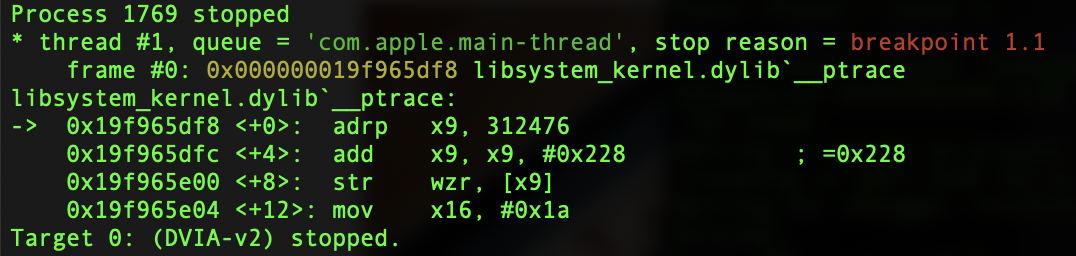 Process 1769 stopped
* thread #1, queue = 'com.apple.main-thread', stop reason = breakpoint 1.1
    frame #0: 0x000000019f965df8 libsystem_kernel.dylib`__ptrace
libsystem_kernel.dylib`__ptrace:
->  0x19f965df8 <+0>:  adrp   x9, 312476
    0x19f965dfc <+4>:  add    x9, x9, #0x228            ; =0x228
    0x19f965e00 <+8>:  str    wzr, [x9]
    0x19f965e04 <+12>: mov    x16, #0x1a
Target 0: (DVIA-v2) stopped.